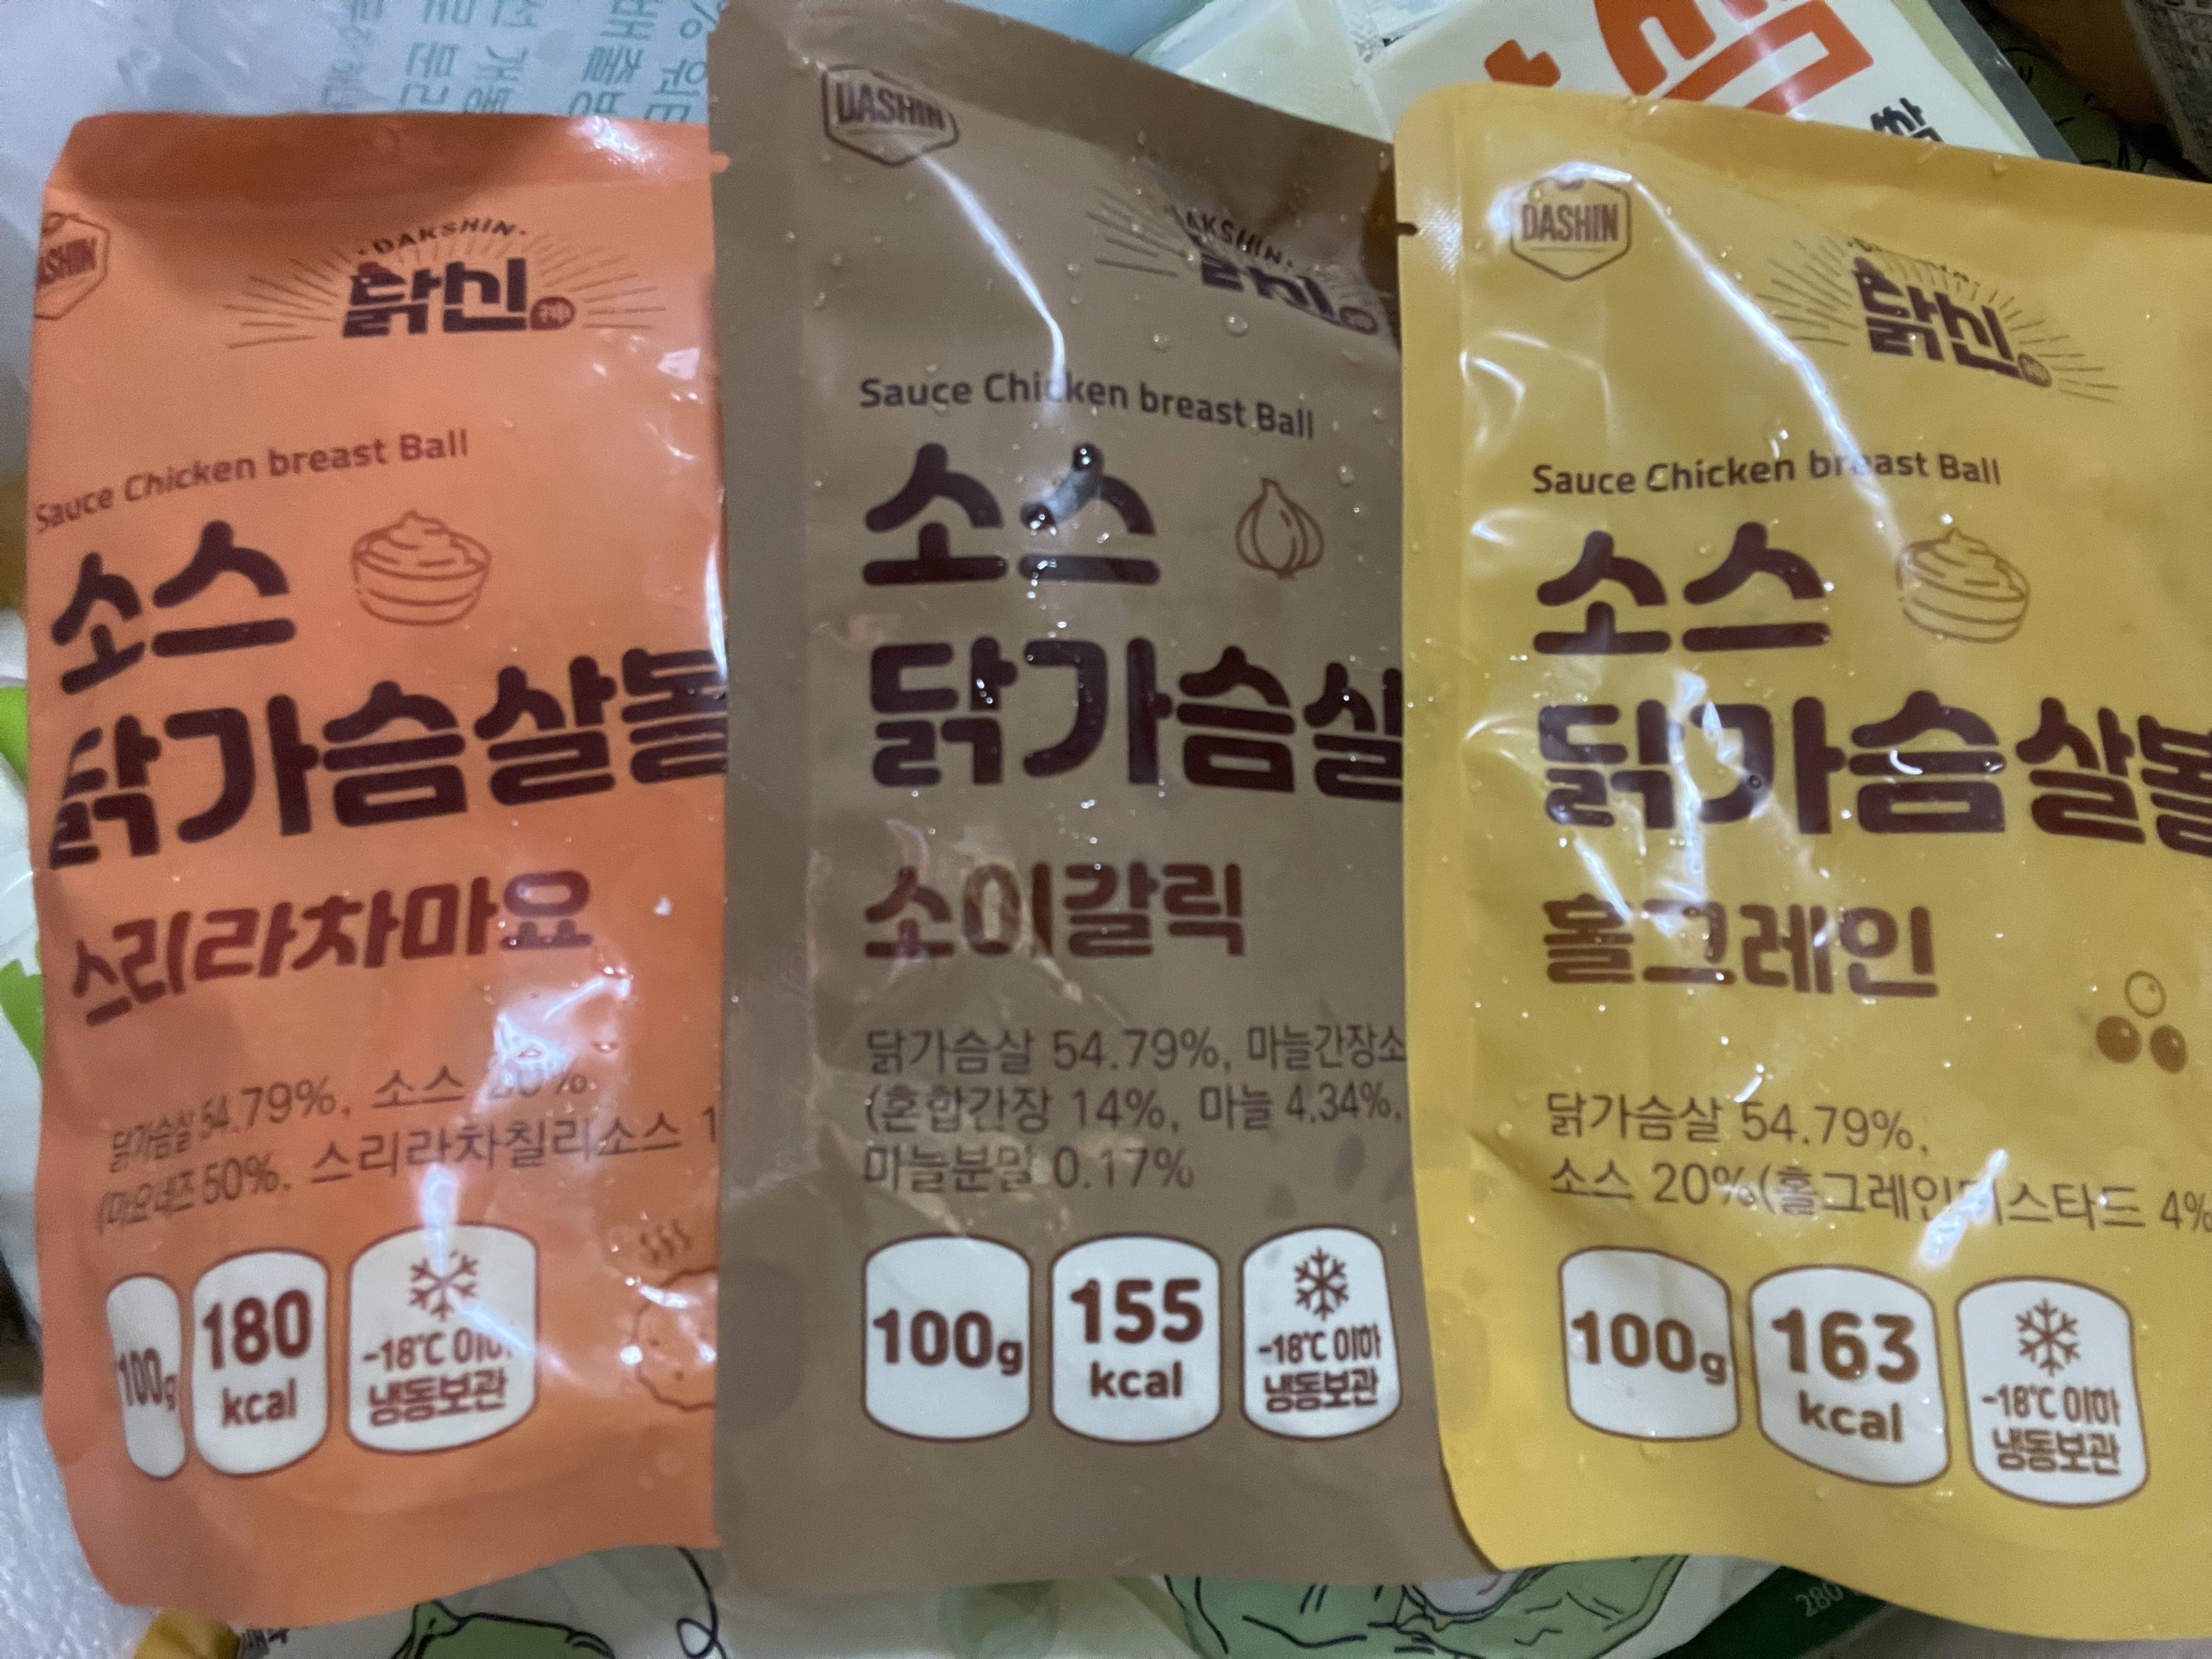 DASHIN
DAKSHIN
닭신
Sauce Chicken breast Ball
소스
닭가슴살볼
스리라차마요
닭가슴살 54.79%, 소스 20%
(마요네즈 50%, 스리라차칠리소스 1
100g
180
kcal
-18℃ 이하
냉동보관
DASHIN
AKSHIN
Sauce Chicken breast Ball
소스
닭가슴살
소이갈릭
닭가슴살 54.79%, 마늘간장소
(혼합간장 14%, 마늘 4.34%,
마늘분말 0.17%
100g
155
kcal
-18℃ 이하
냉동보관
DASHIN
닭신
Sauce Chicken breast Ball
소스
닭가슴살볼
홀그레인
닭가슴살 54.79%,
소스 20%(홀그레인머스타드 4%
100g
163
kcal
-18℃ 이하
냉동보관
280